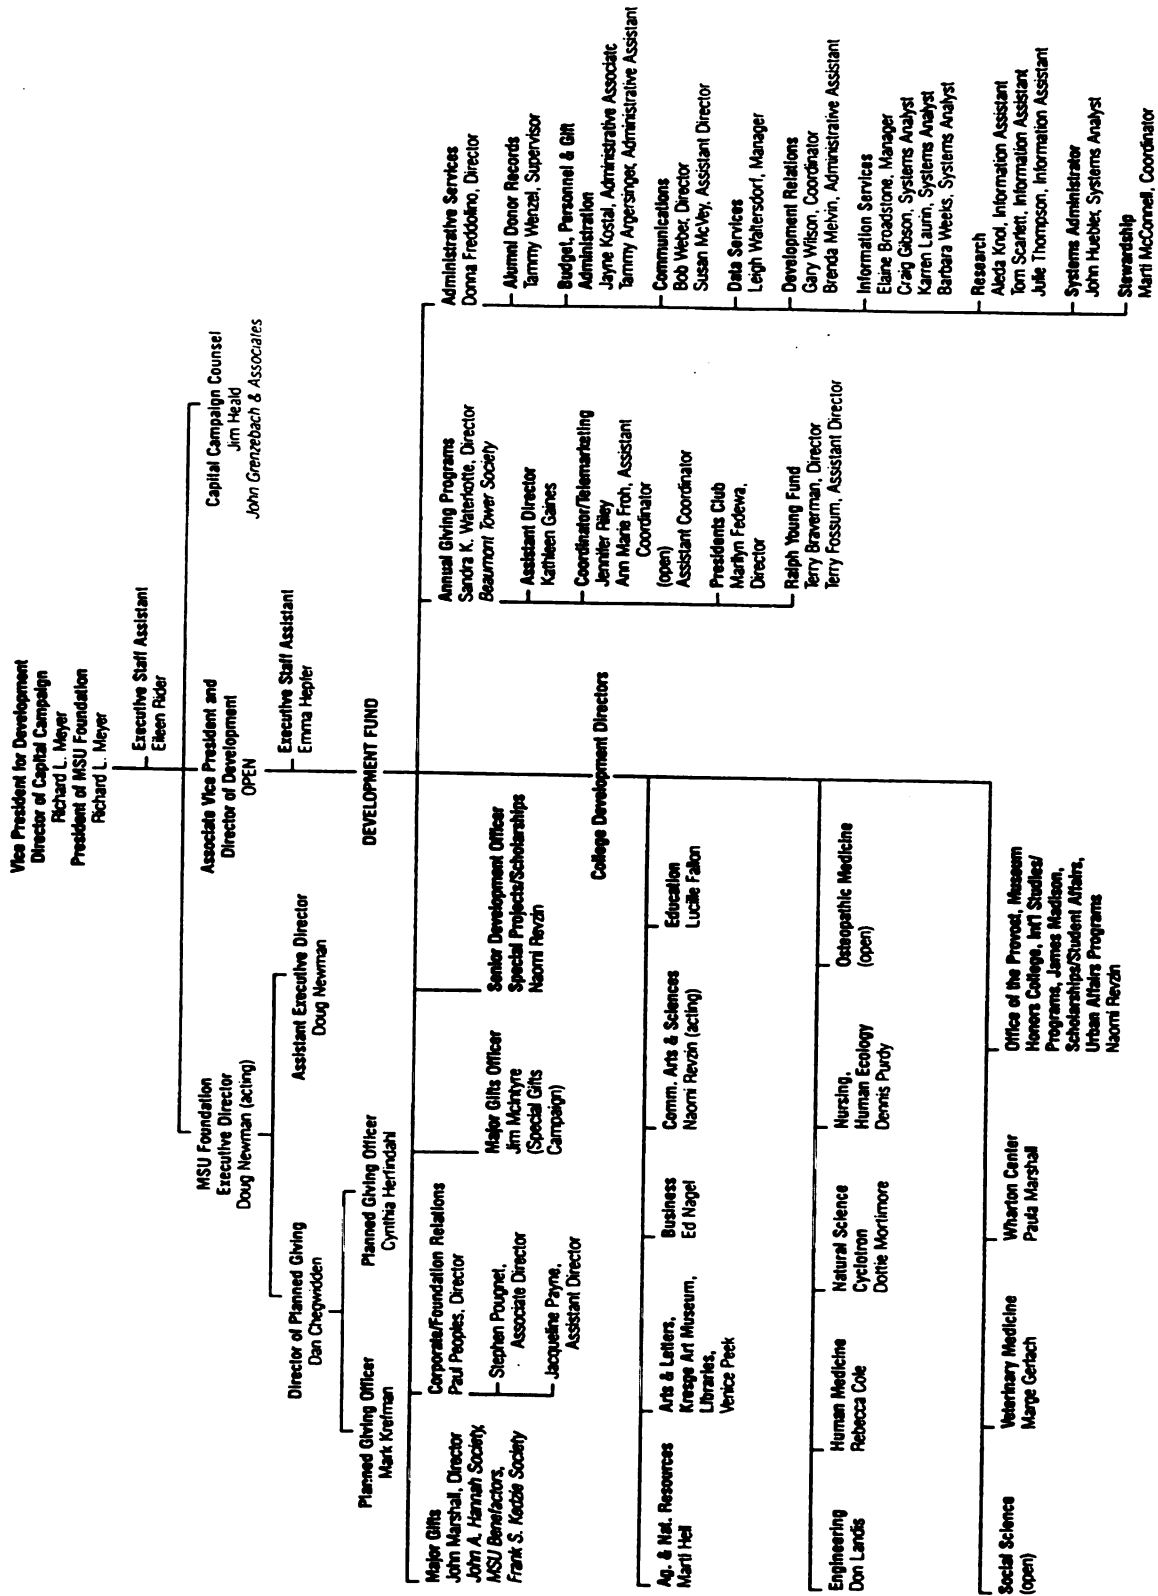 Vice President for Development
Director of Capital Campaign
Richard L. Meyer
President of MSU Foundation
Richard L. Meyer
Executive Staff Assistant
Eileen Rider
MSU Foundation
Executive Director
Doug Newman (acting)
Associate Vice President and
Director of Development
OPEN
Capital Campaign Counsel
Jim Heald
John Grenzebach & Associates
Executive Staff Assistant
Emma Hepfer
Director of Planned Giving
Dan Chegwidden
Assistant Executive Director
Doug Newman
Planned Giving Officer
Mark Krefman
Planned Giving Officer
Cynthia Herfindahl
DEVELOPMENT FUND
Major Gifts
John Marshall, Director
John A. Hannah Society,
MSU Benefactors,
Frank S. Kedzie Society
Corporate/Foundation Relations
Paul Peoples, Director
Stephen Pougnet,
Associate Director
Jacqueline Payne,
Assistant Director
Major Gifts Officer
Jim McIntyre
(Special Gifts
Campaign)
Senior Development Officer
Special Projects/Scholarships
Naomi Revzin
Annual Giving Programs
Sandra K. Waterkotte, Director
Beaumont Tower Society
Assistant Director
Kathleen Gaines
Coordinator/Telemarketing
Jennifer Riley
Ann Marie Froh, Assistant
Coordinator
(open)
Assistant Coordinator
Presidents Club
Marilyn Fedewa,
Director
Ralph Young Fund
Terry Braverman, Director
Terry Fossum, Assistant Director
Administrative Services
Donna Freddolino, Director
Alumni Donor Records
Tammy Wenzel, Supervisor
Budget, Personnel & Gift
Administration
Jayne Kostal, Administrative Associate
Tammy Argersinger, Administrative Assistant
Communications
Bob Weber, Director
Susan McVey, Assistant Director
Data Services
Leigh Waltersdorf, Manager
Development Relations
Gary Wilson, Coordinator
Brenda Melvin, Administrative Assistant
Information Services
Elaine Broadstone, Manager
Craig Gibson, Systems Analyst
Karren Laurin, Systems Analyst
Barbara Weeks, Systems Analyst
Research
Aleda Knol, Information Assistant
Tom Scarlett, Information Assistant
Julie Thompson, Information Assistant
Systems Administrator
John Huebler, Systems Analyst
Stewardship
Marti McConnell, Coordinator
College Development Directors
Ag. & Nat. Resources
Marti Heil
Arts & Letters,
Kresge Art Museum,
Libraries,
Venice Peek
Business
Ed Nagel
Comm. Arts & Sciences
Naomi Revzin (acting)
Education
Lucille Fallon
Engineering
Don Landis
Human Medicine
Rebecca Cole
Natural Science
Cyclotron
Dottie Mortimore
Nursing,
Human Ecology
Dennis Purdy
Osteopathic Medicine
(open)
Social Science
(open)
Veterinary Medicine
Marge Gerlach
Wharton Center
Paula Marshall
Office of the Provost, Museum
Honors College, Int'l Studies/
Programs, James Madison,
Scholarships/Student Affairs,
Urban Affairs Programs
Naomi Revzin